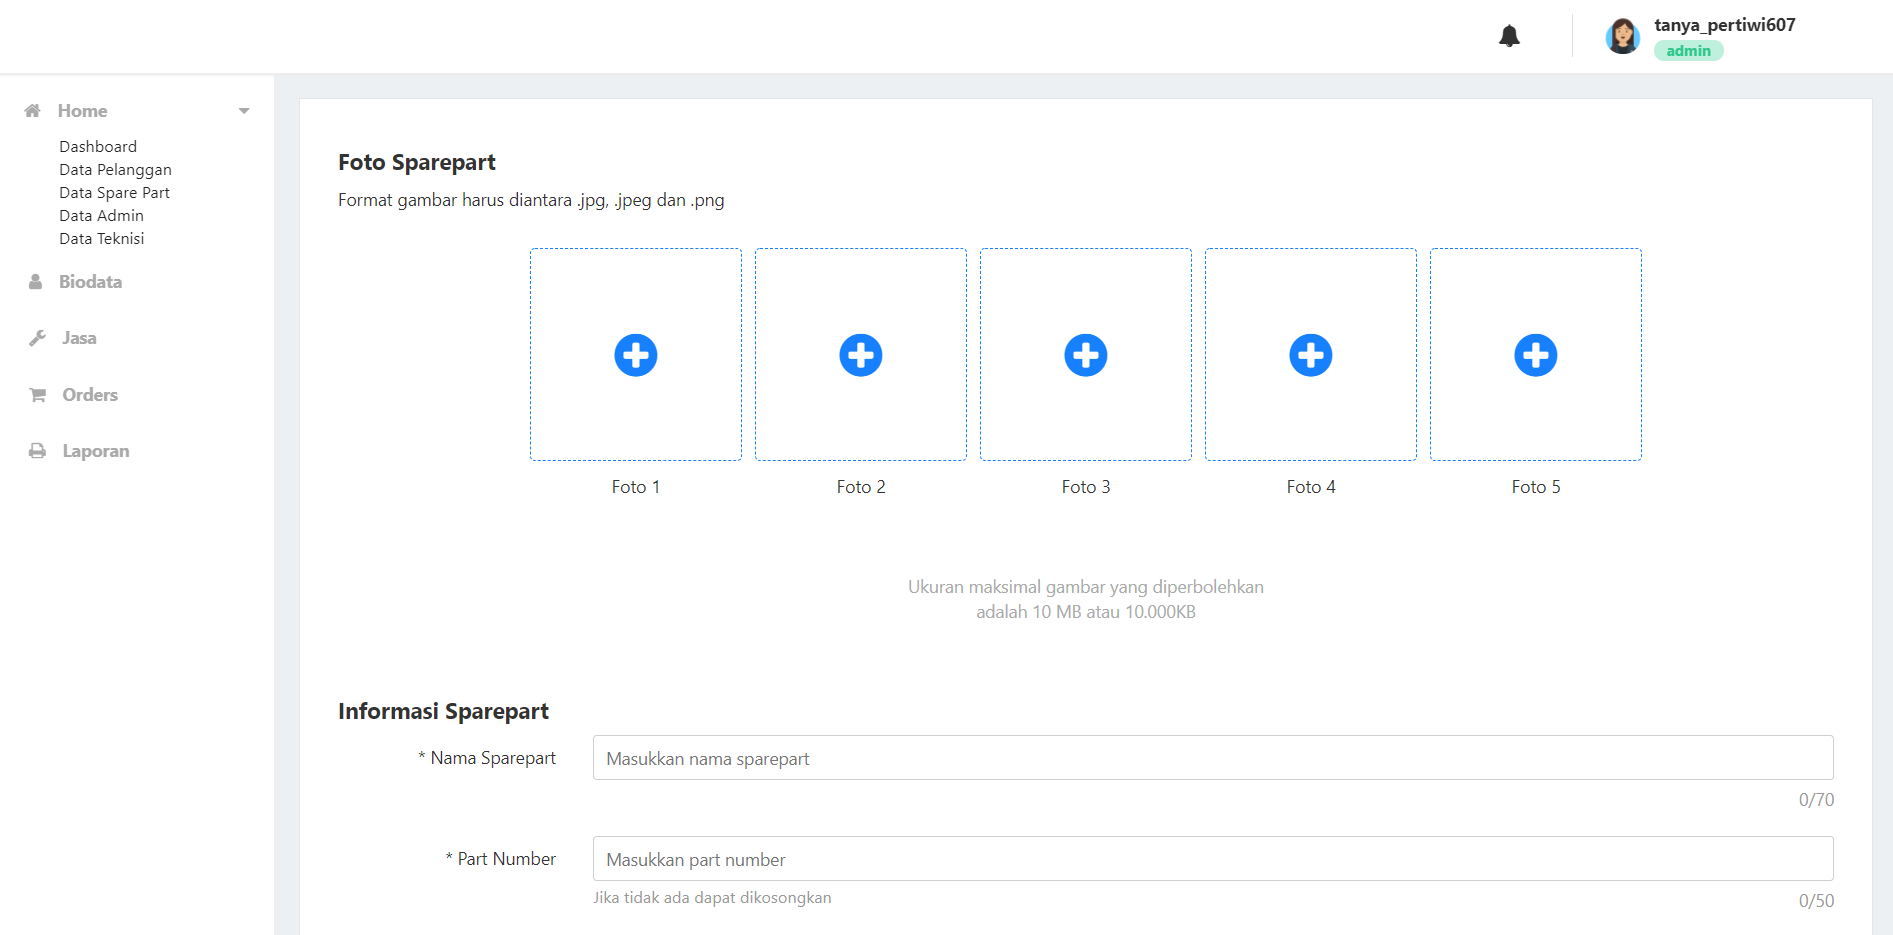 tanya_pertiwi607
admin
Home
Dashboard
Data Pelanggan
Data Spare Part
Data Admin
Data Teknisi
Biodata
Jasa
Orders
Laporan
Foto Sparepart
Format gambar harus diantara .jpg, .jpeg dan .png
Foto 1
Foto 2
Foto 3
Foto 4
Foto 5
Ukuran maksimal gambar yang diperbolehkan
adalah 10 MB atau 10.000KB
Informasi Sparepart
* Nama Sparepart
Masukkan nama sparepart
0/70
* Part Number
Masukkan part number
Jika tidak ada dapat dikosongkan
0/50